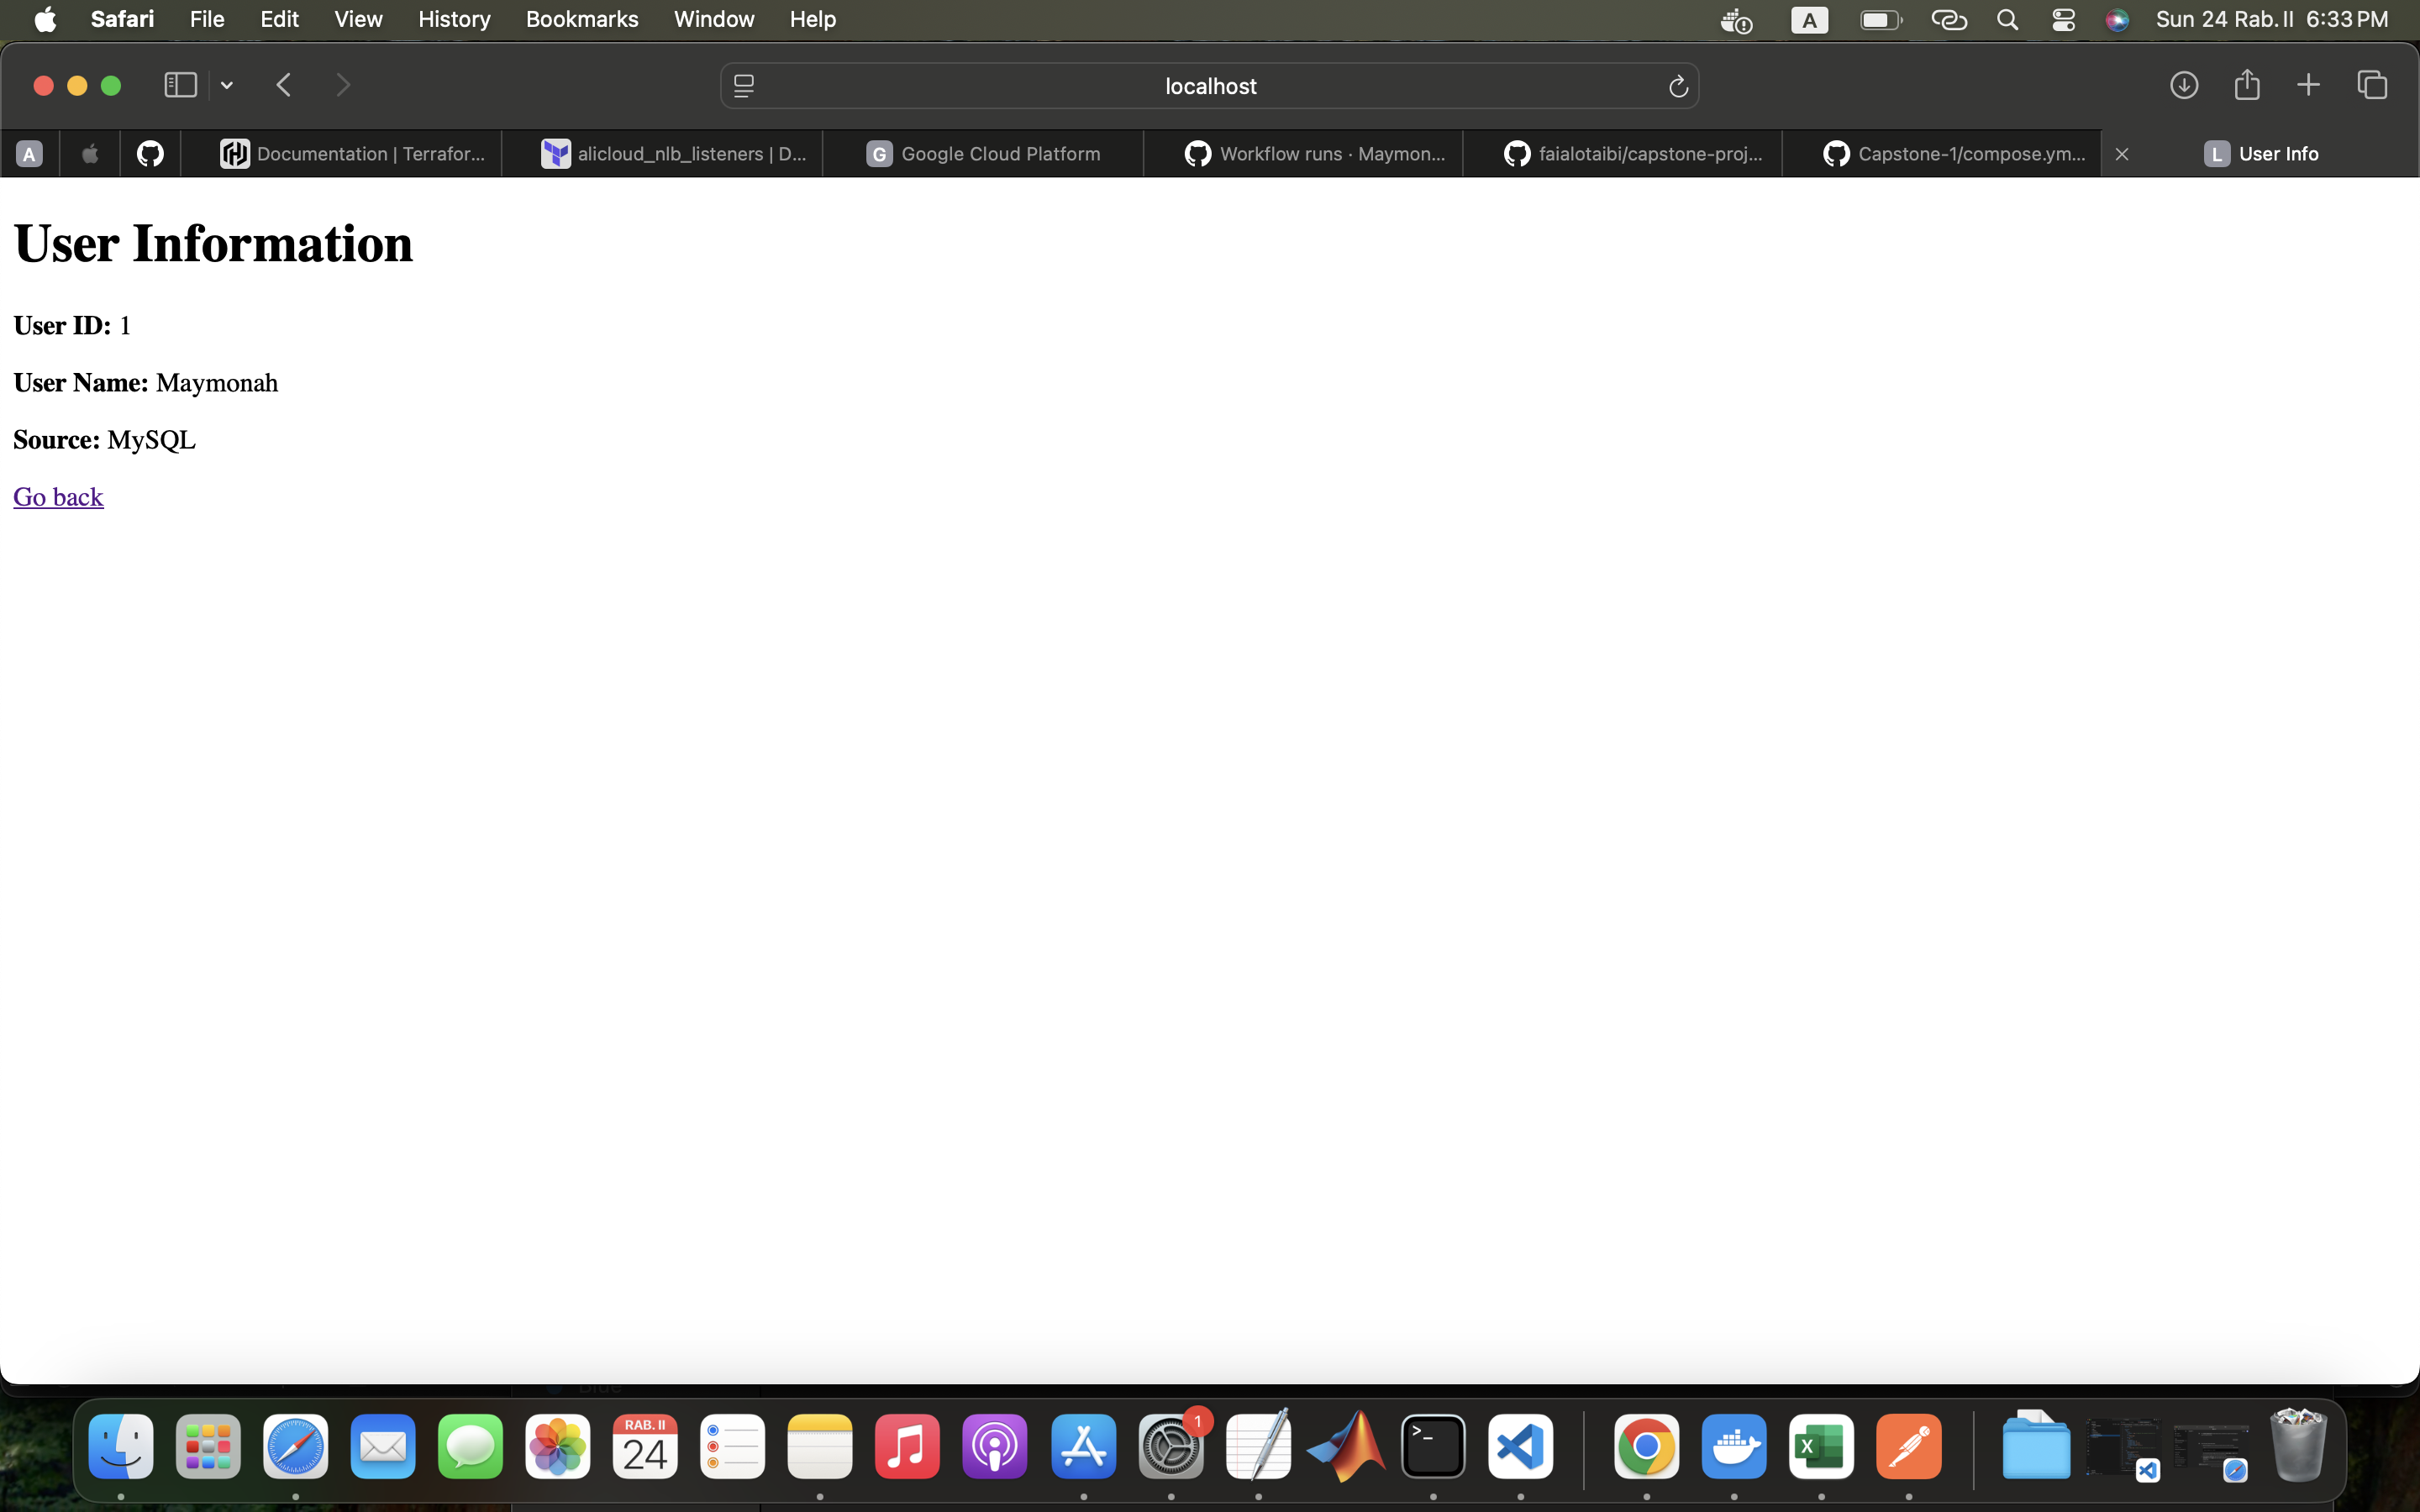 Safari File Edit View History Bookmarks Window Help A Sun 24 Rab. II 6:33 PM
localhost
A Documentation | Terrafor... alicloud_nlb_listeners | D... G Google Cloud Platform Workflow runs · Maymon... faialotaibi/capstone-proj... Capstone-1/compose.ym... L User Info
User Information
User ID: 1
User Name: Maymonah
Source: MySQL
Go back
RAB. II
24
1
>_
X